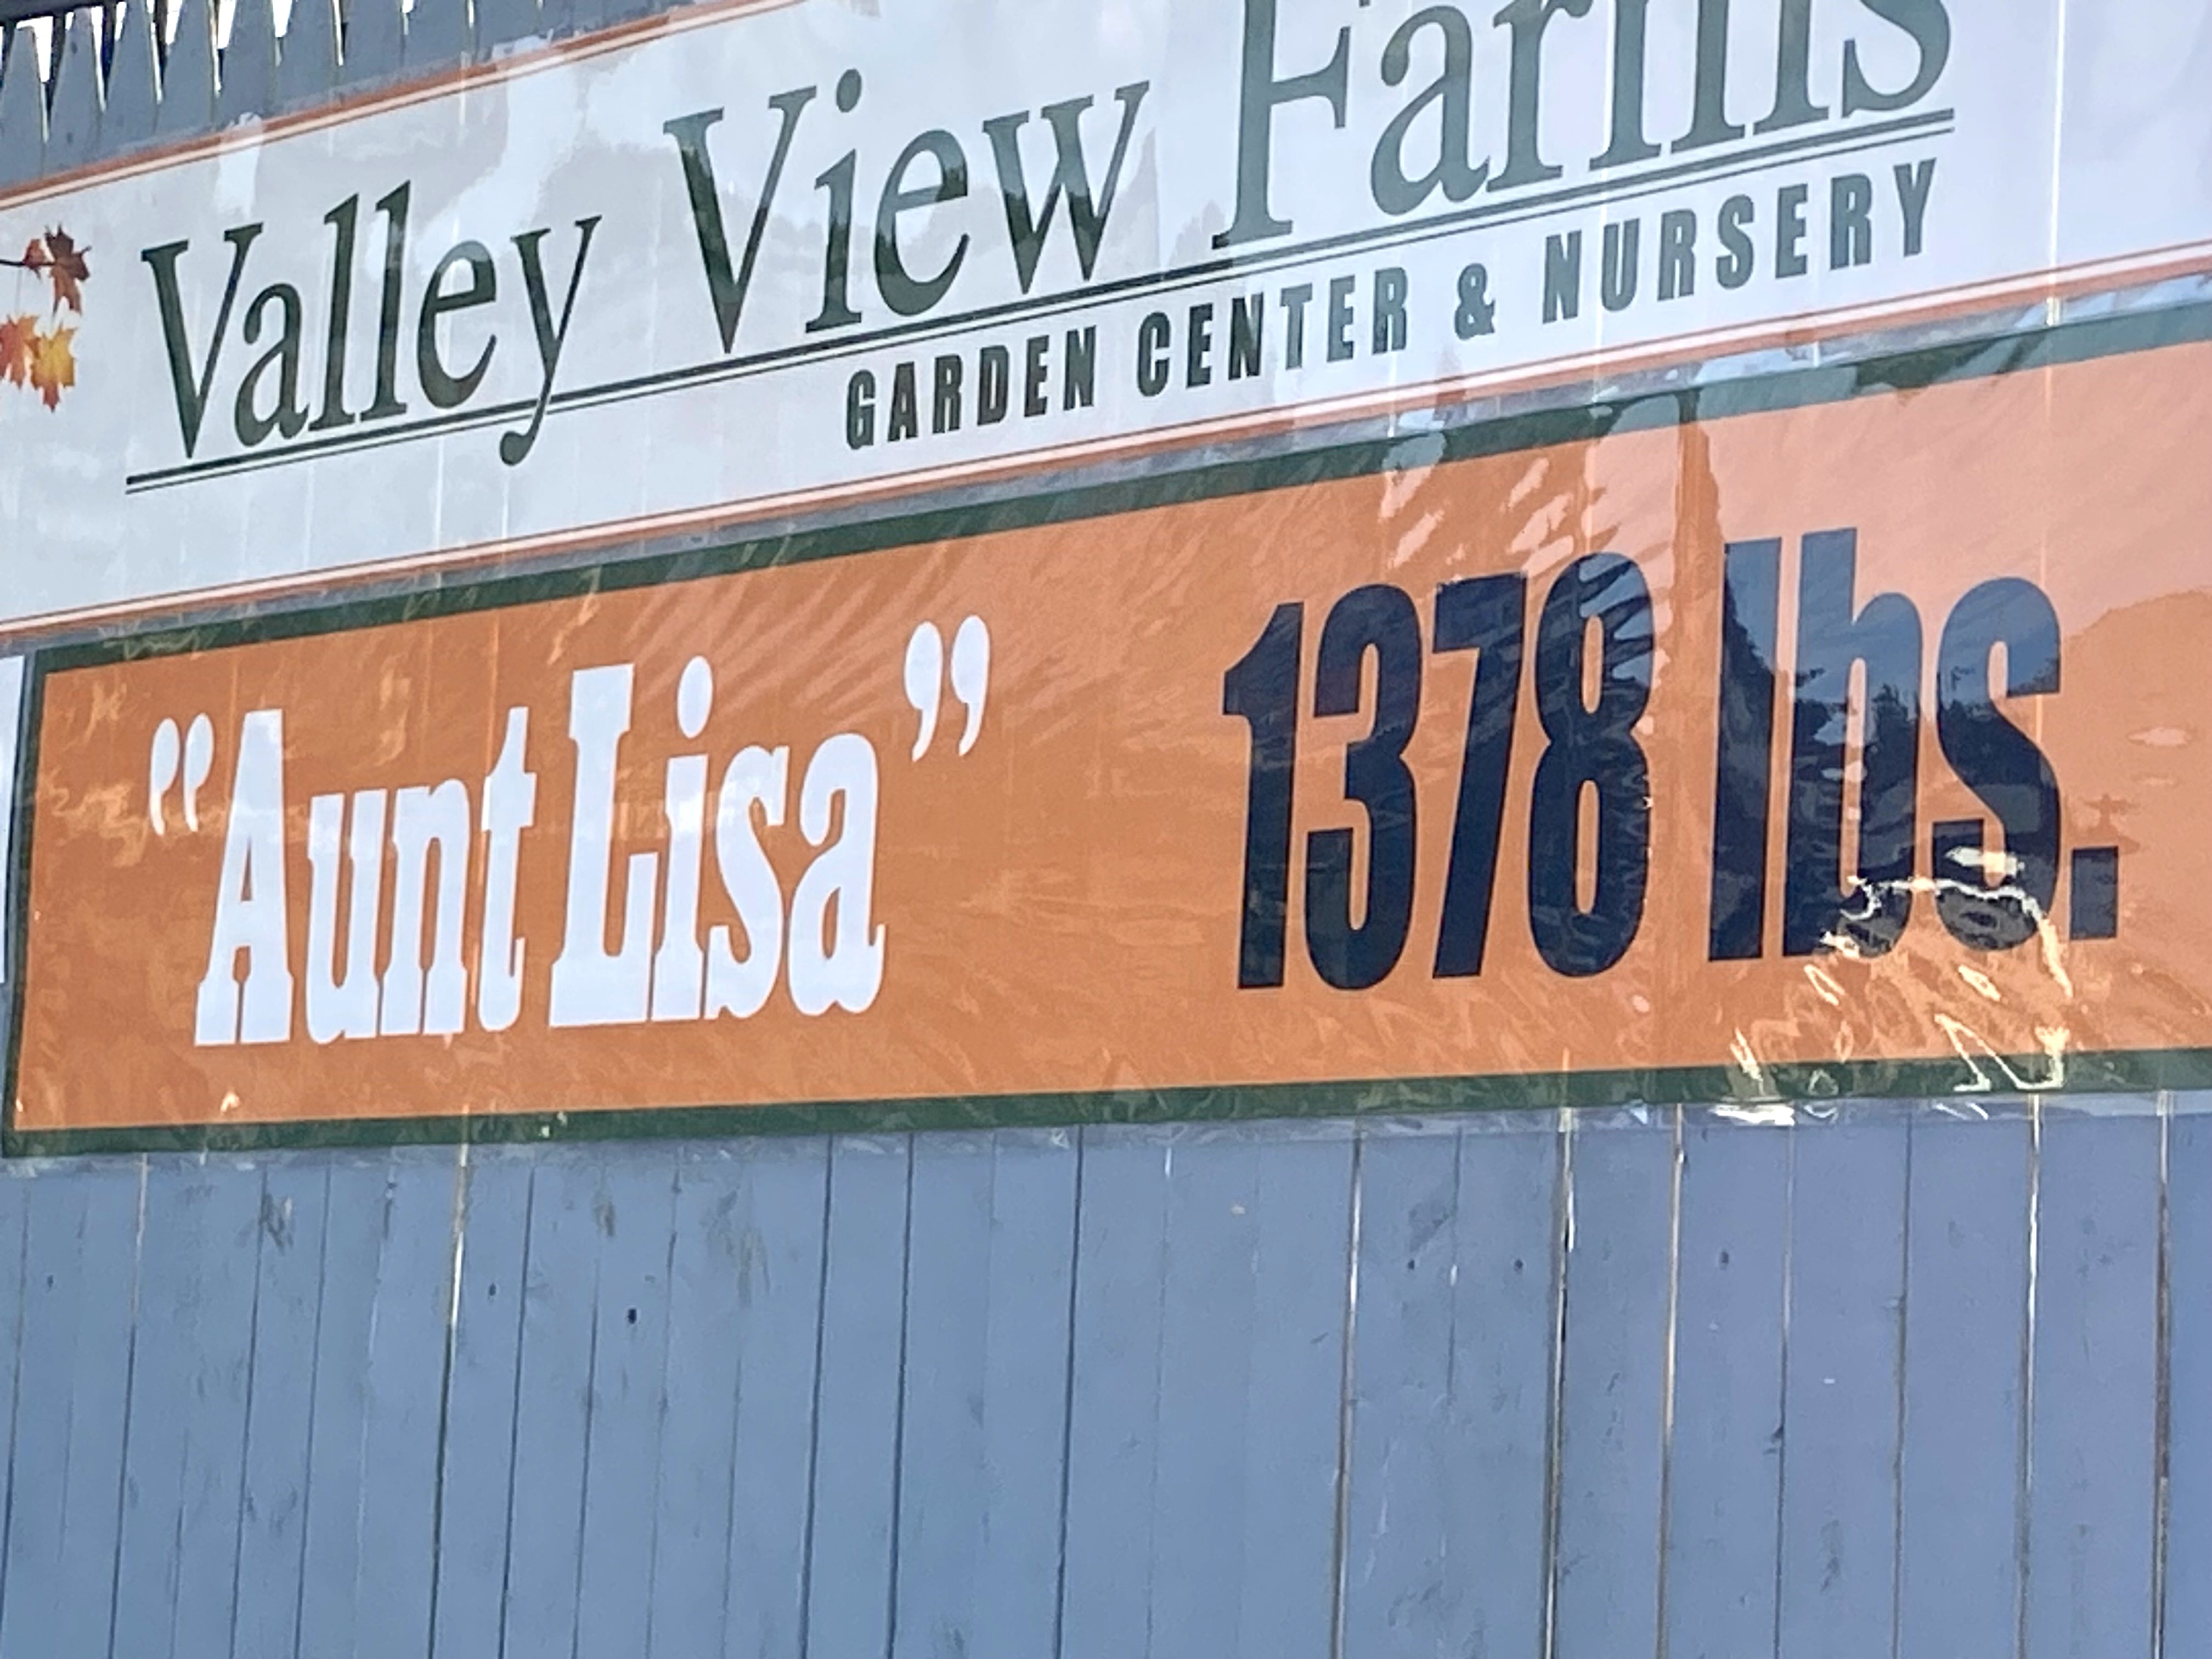 Valley View Farms
GARDEN CENTER & NURSERY
“Aunt Lisa” 1378 lbs.